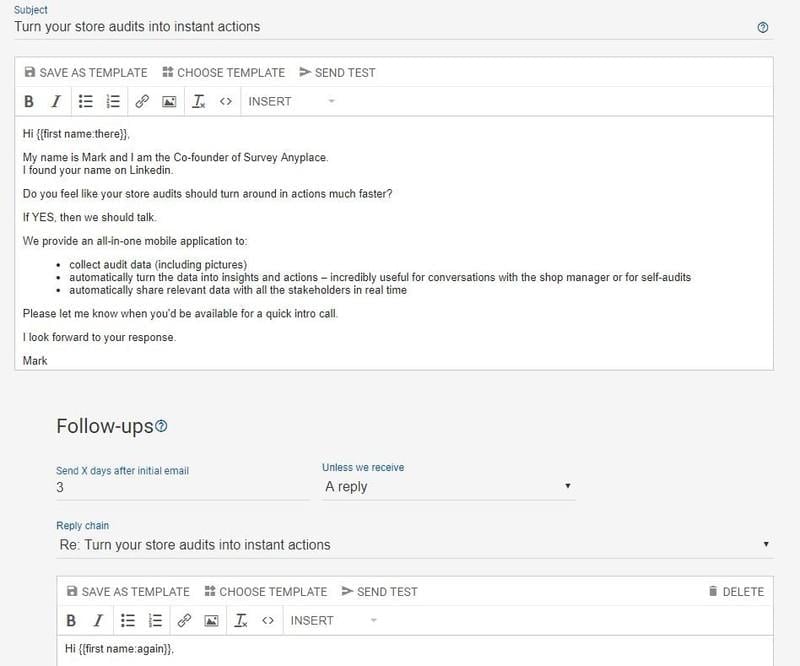 Subject
Turn your store audits into instant actions
SAVE AS TEMPLATE CHOOSE TEMPLATE SEND TEST
B I INSERT
Hi {{first name:there}},
My name is Mark and I am the Co-founder of Survey Anyplace.
I found your name on Linkedin.
Do you feel like your store audits should turn around in actions much faster?
If YES, then we should talk.
We provide an all-in-one mobile application to:
• collect audit data (including pictures)
• automatically turn the data into insights and actions – incredibly useful for conversations with the shop manager or for self-audits
• automatically share relevant data with all the stakeholders in real time
Please let me know when you'd be available for a quick intro call.
I look forward to your response.
Mark
Follow-ups
Send X days after initial email
3
Unless we receive
A reply
Reply chain
Re: Turn your store audits into instant actions
SAVE AS TEMPLATE CHOOSE TEMPLATE SEND TEST DELETE
B I INSERT
Hi {{first name:again}},